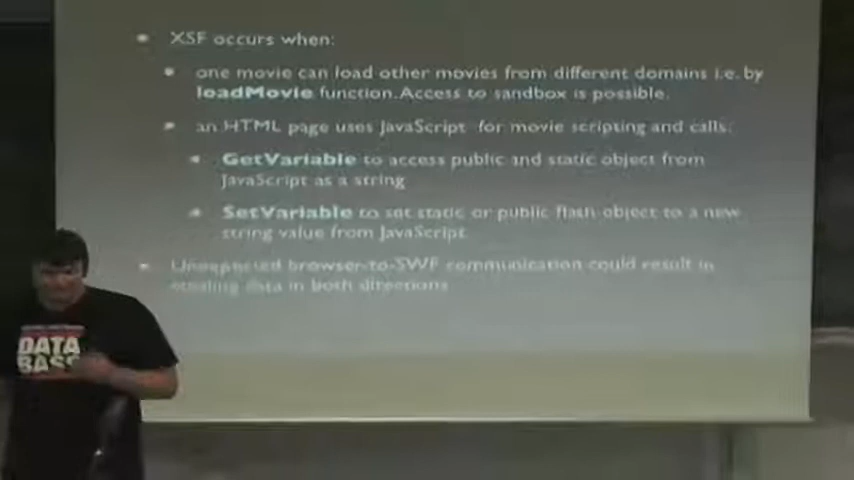 XSF occurs when:
one movie can load other movies from different domains i.e. by
loadMovie function. Access to sandbox is possible.
an HTML page uses JavaScript for movie scripting and calls:
GetVariable to access public and static object from
JavaScript as a string
SetVariable to set static or public flash object to a new
string value from JavaScript
Unexpected browser-to-SWF communication could result in
stealing data in both directions
DATA
BASS